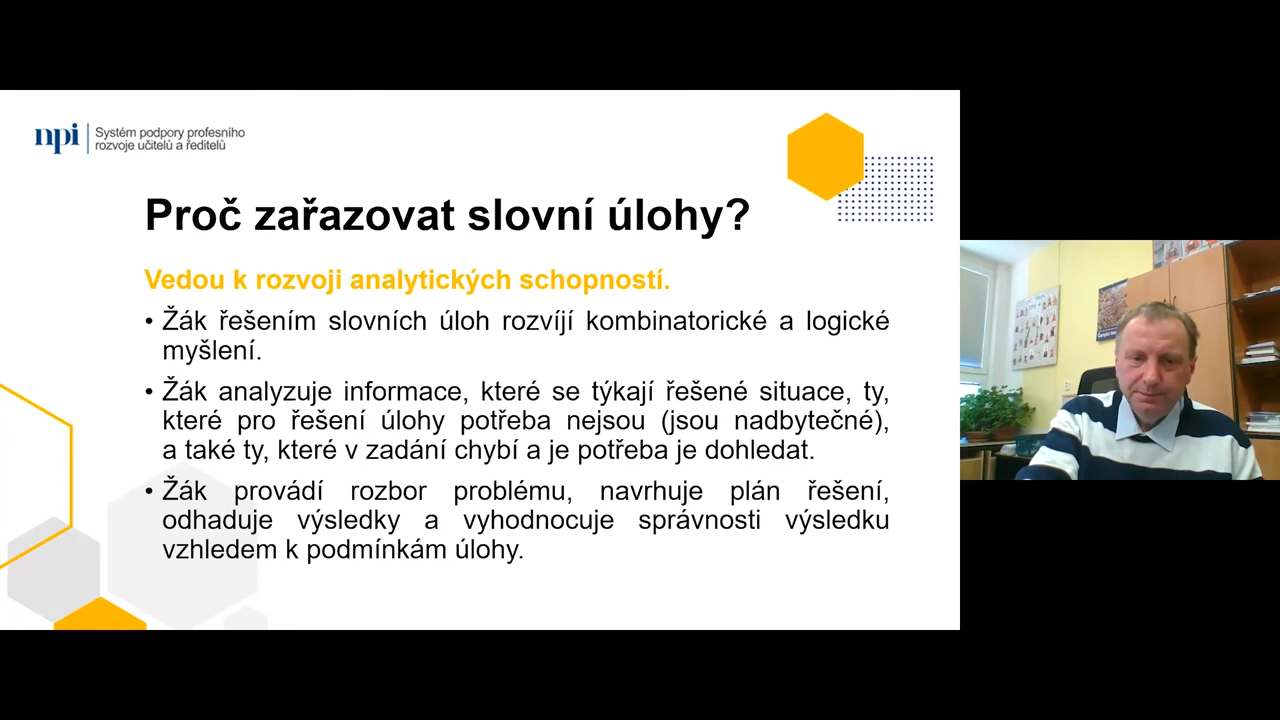 npi
Systém podpory profesního
rozvoje učitelů a ředitelů
Proč zařazovat slovní úlohy?
Vedou k rozvoji analytických schopností.
• Žák řešením slovních úloh rozvíjí kombinatorické a logické
myšlení.
• Žák analyzuje informace, které se týkají řešené situace, ty,
které pro řešení úlohy potřeba nejsou (jsou nadbytečné),
a také ty, které v zadání chybí a je potřeba je dohledat.
• Žák provádí rozbor problému, navrhuje plán řešení,
odhaduje výsledky a vyhodnocuje správnosti výsledku
vzhledem k podmínkám úlohy.